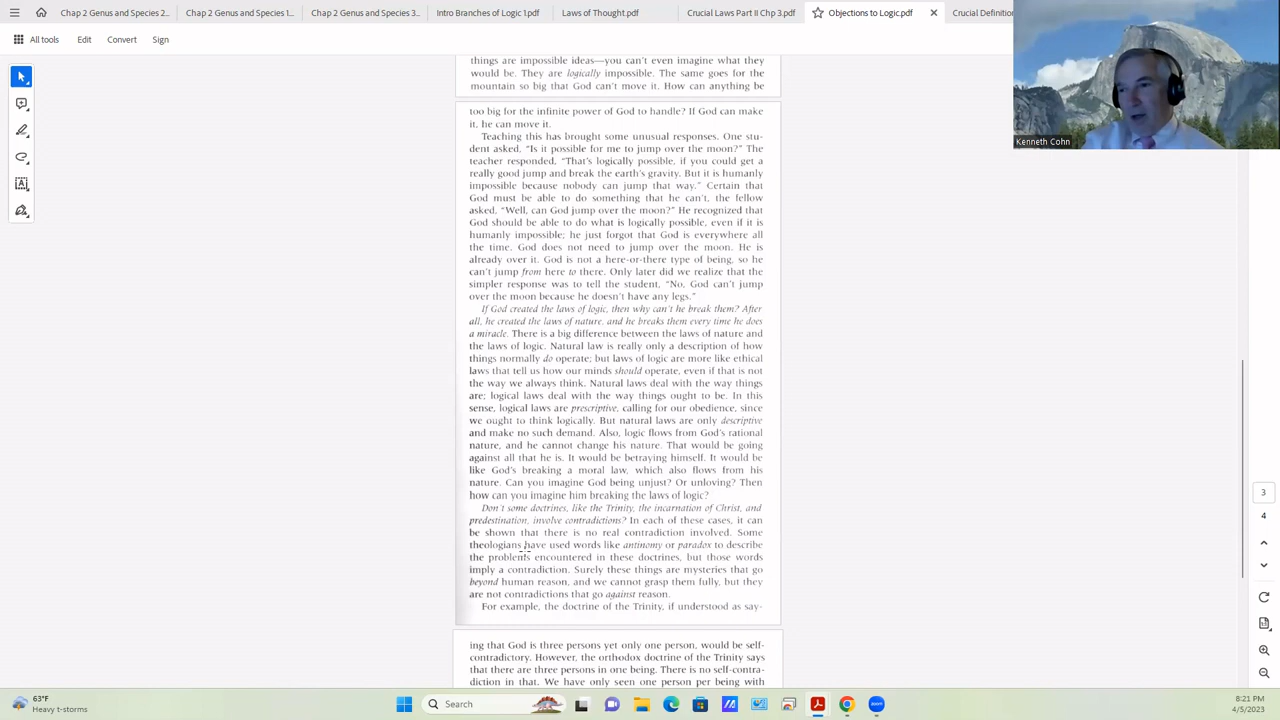 Chap 2 Genus and Species 2...
Chap 2 Genus and Species 1...
Chap 2 Genus and Species 3...
Intro Branches of Logic 1.pdf
Laws of Thought.pdf
Crucial Laws Part II Chp 3.pdf
Objections to Logic.pdf
Crucial Definition
All tools
Edit
Convert
Sign
Kenneth Cohn
things are impossible ideas—you can't even imagine what they
would be. They are logically impossible. The same goes for the
mountain so big that God can't move it. How can anything be
too big for the infinite power of God to handle? If God can make
it, he can move it.
Teaching this has brought some unusual responses. One stu-
dent asked, "Is it possible for me to jump over the moon?" The
teacher responded, "That's logically possible, if you could get a
really good jump and break the earth's gravity. But it is humanly
impossible because nobody can jump that way." Certain that
God must be able to do something that he can't, the fellow
asked, "Well, can God jump over the moon?" He recognized that
God should be able to do what is logically possible, even if it is
humanly impossible; he just forgot that God is everywhere all
the time. God does not need to jump over the moon. He is
already over it. God is not a here-or-there type of being, so he
can't jump from here to there. Only later did we realize that the
simpler response was to tell the student, "No, God can't jump
over the moon because he doesn't have any legs."
If God created the laws of logic, then why can't he break them? After
all, he created the laws of nature, and he breaks them every time he does
a miracle. There is a big difference between the laws of nature and
the laws of logic. Natural law is really only a description of how
things normally do operate; but laws of logic are more like ethical
laws that tell us how our minds should operate, even if that is not
the way we always think. Natural laws deal with the way things
are; logical laws deal with the way things ought to be. In this
sense, logical laws are prescriptive, calling for our obedience, since
we ought to think logically. But natural laws are only descriptive
and make no such demand. Also, logic flows from God's rational
nature, and he cannot change his nature. That would be going
against all that he is. It would be betraying himself. It would be
like God's breaking a moral law, which also flows from his
nature. Can you imagine God being unjust? Or unloving? Then
how can you imagine him breaking the laws of logic?
Don't some doctrines, like the Trinity, the incarnation of Christ, and
predestination, involve contradictions? In each of these cases, it can
be shown that there is no real contradiction involved. Some
theologians have used words like antinomy or paradox to describe
the problems encountered in these doctrines, but those words
imply a contradiction. Surely these things are mysteries that go
beyond human reason, and we cannot grasp them fully, but they
are not contradictions that go against reason.
For example, the doctrine of the Trinity, if understood as say-
ing that God is three persons yet only one person, would be self-
contradictory. However, the orthodox doctrine of the Trinity says
that there are three persons in one being. There is no self-contra-
diction in that. We have only seen one person per being with
3
4
63°F
Heavy t-storms
Search
8:21 PM
4/5/2023